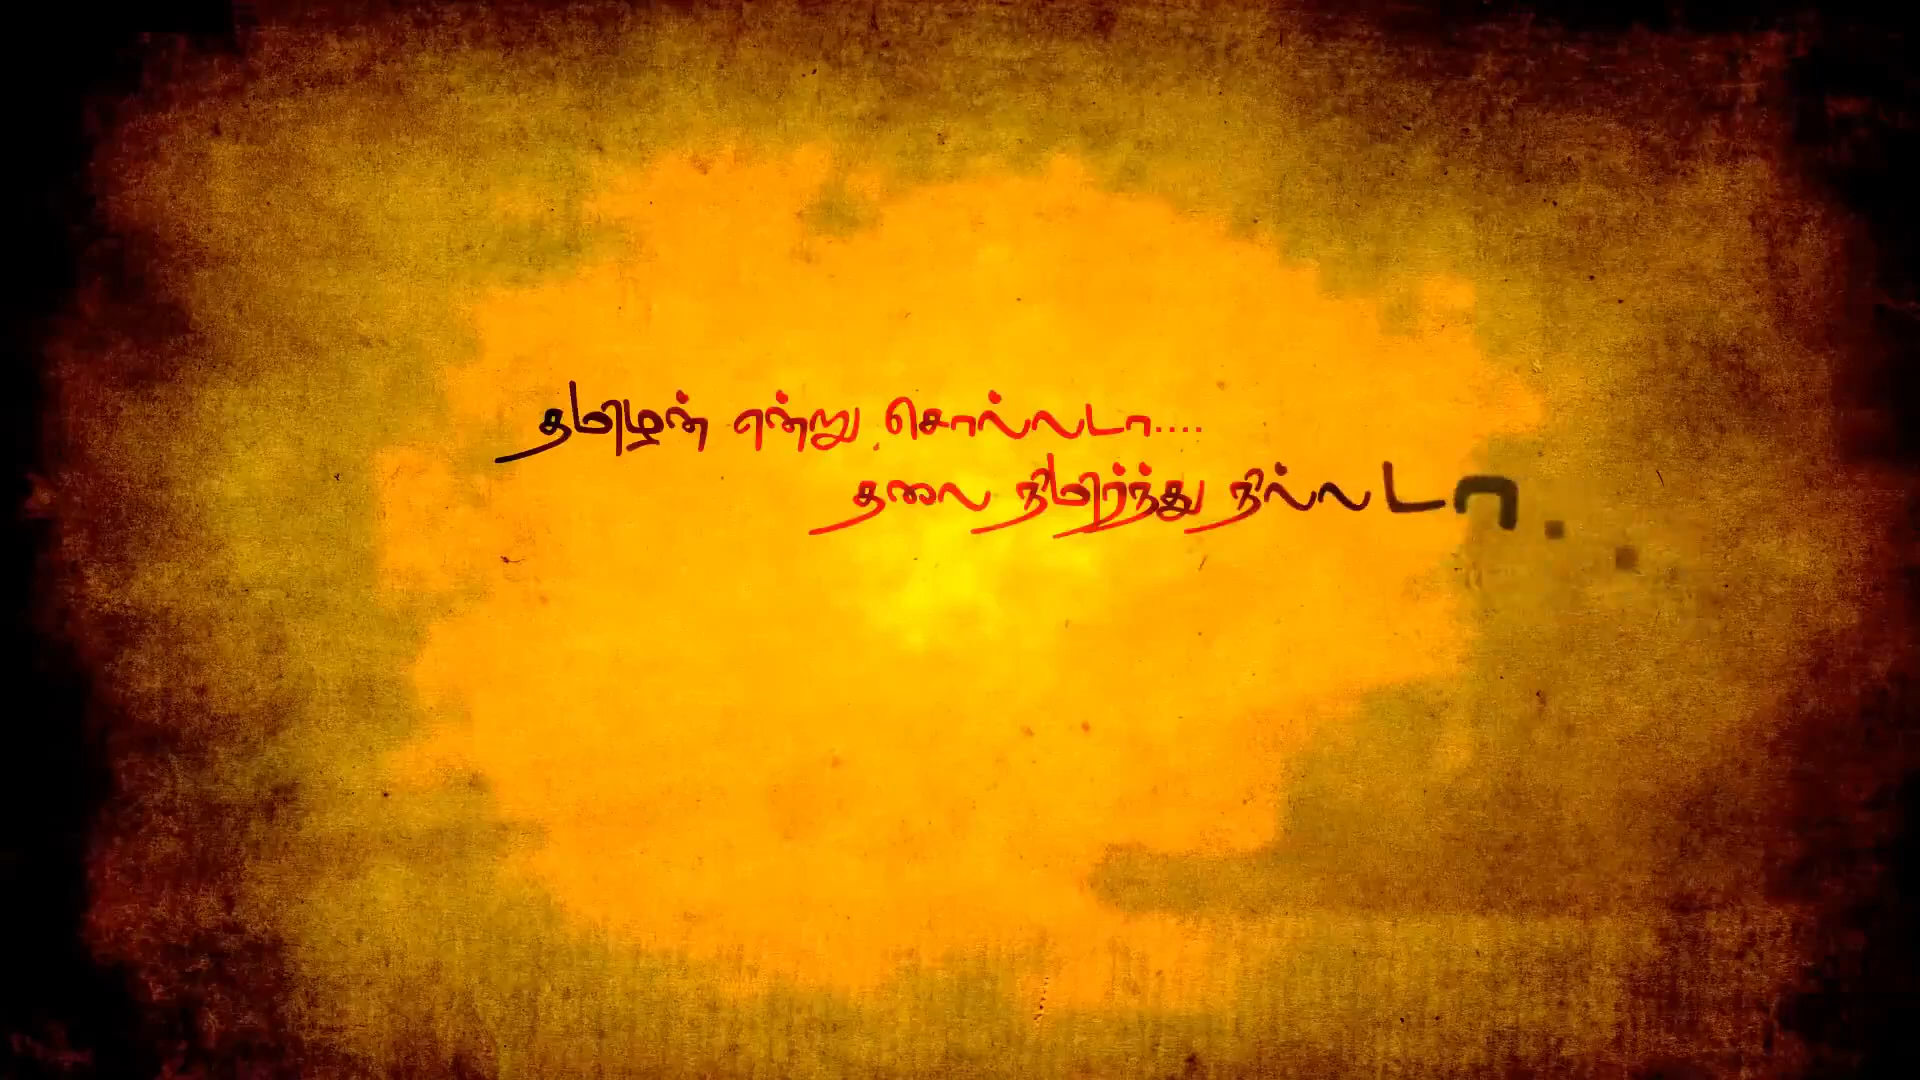 தமிழன் என்று சொல்லடா....
தலை நிமிர்ந்து நில்லடா..